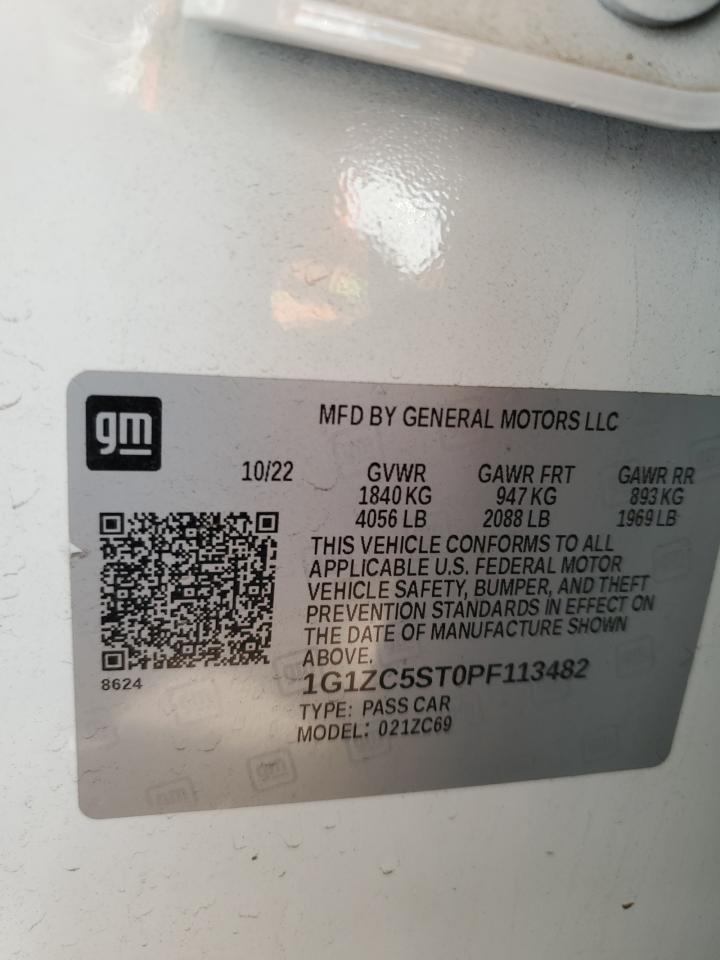 gm
MFD BY GENERAL MOTORS LLC
10/22 GVWR GAWR FRT GAWR RR
1840 KG 947 KG 893 KG
4056 LB 2088 LB 1969 LB
THIS VEHICLE CONFORMS TO ALL
APPLICABLE U.S. FEDERAL MOTOR
VEHICLE SAFETY, BUMPER, AND THEFT
PREVENTION STANDARDS IN EFFECT ON
THE DATE OF MANUFACTURE SHOWN
ABOVE.
8624
1G1ZC5ST0PF113482
TYPE: PASS CAR
MODEL: 021ZC69
gm
gm